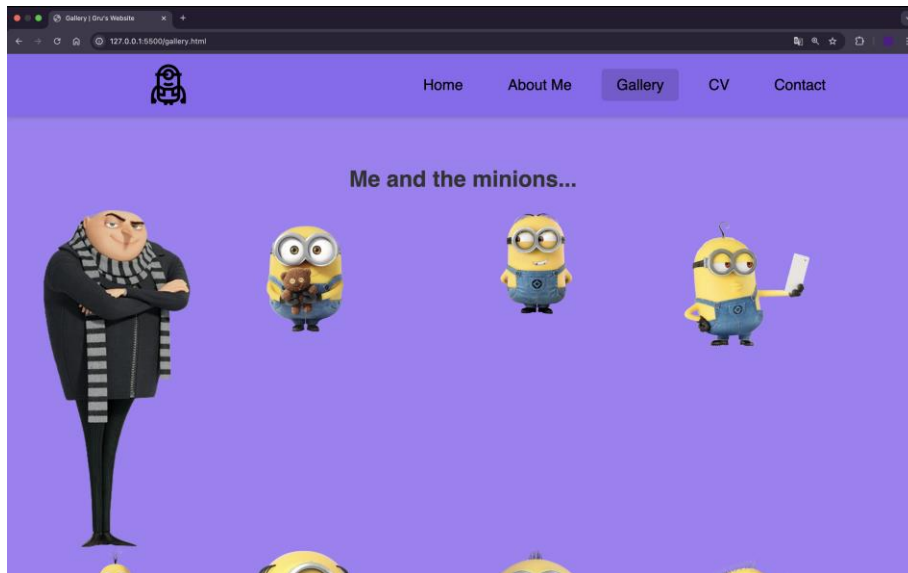 Gallery | Gru's Website
127.0.0.1:5500/gallery.html
Home About Me Gallery CV Contact
Me and the minions...